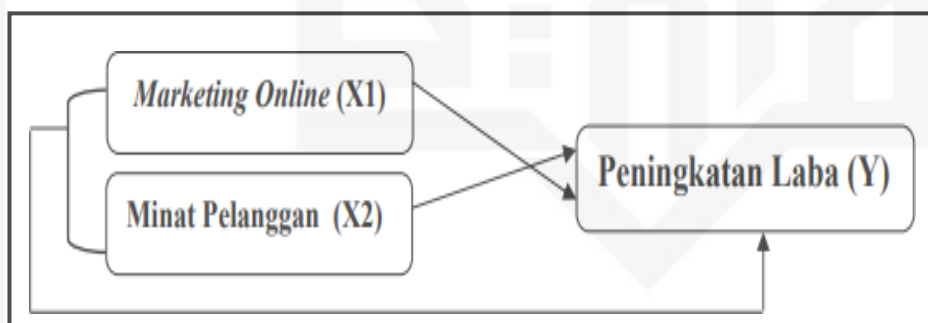 Marketing Online (X1)
Minat Pelanggan (X2)
Peningkatan Laba (Y)